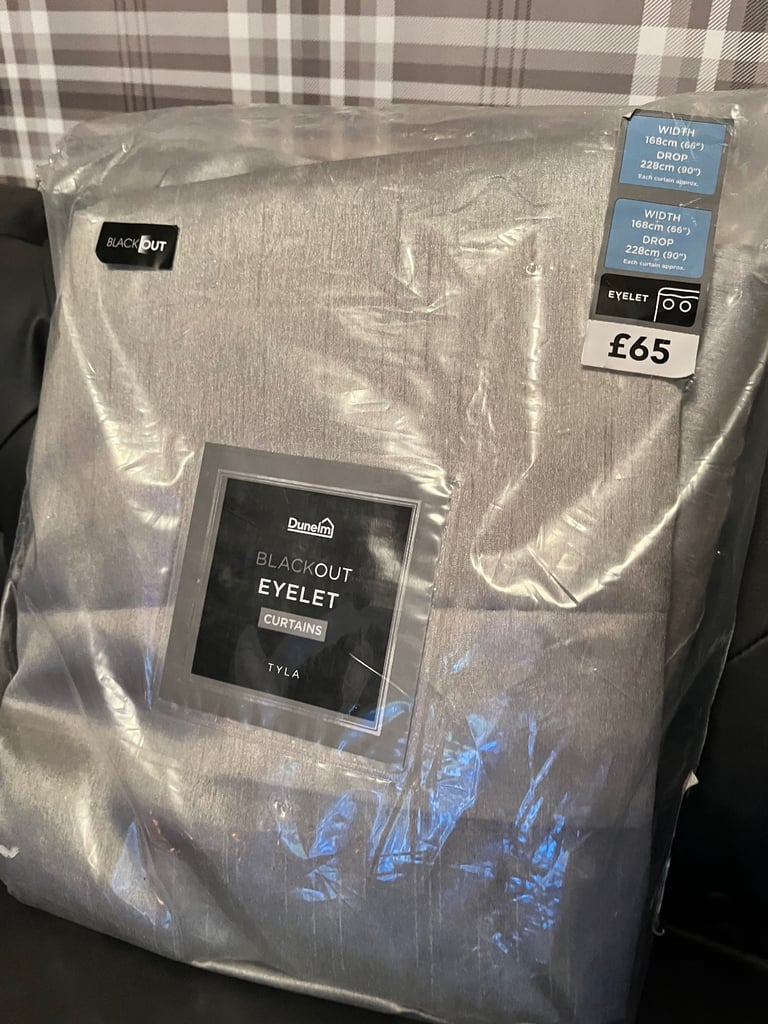 WIDTH
168cm (66")
DROP
228cm (90")
Each curtain approx.
WIDTH
168cm (66")
DROP
228cm (90")
Each curtain approx.
BLACKOUT
EYELET
£65
Dunelm
BLACKOUT
EYELET
CURTAINS
TYLA